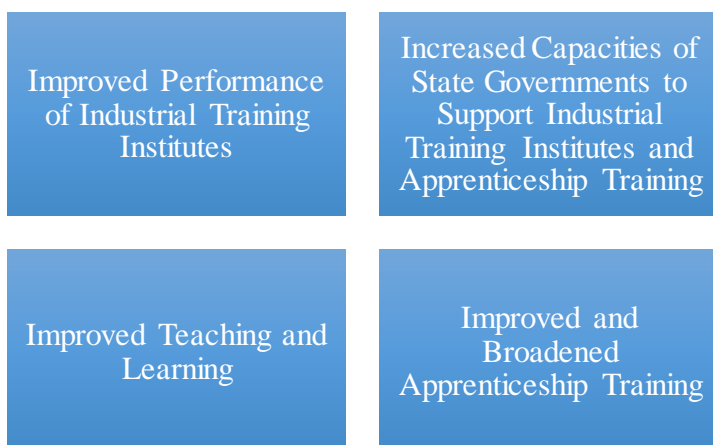 Improved Performance
of Industrial Training
Institutes
Increased Capacities of
State Governments to
Support Industrial
Training Institutes and
Apprenticeship Training
Improved Teaching and
Learning
Improved and
Broadened
Apprenticeship Training